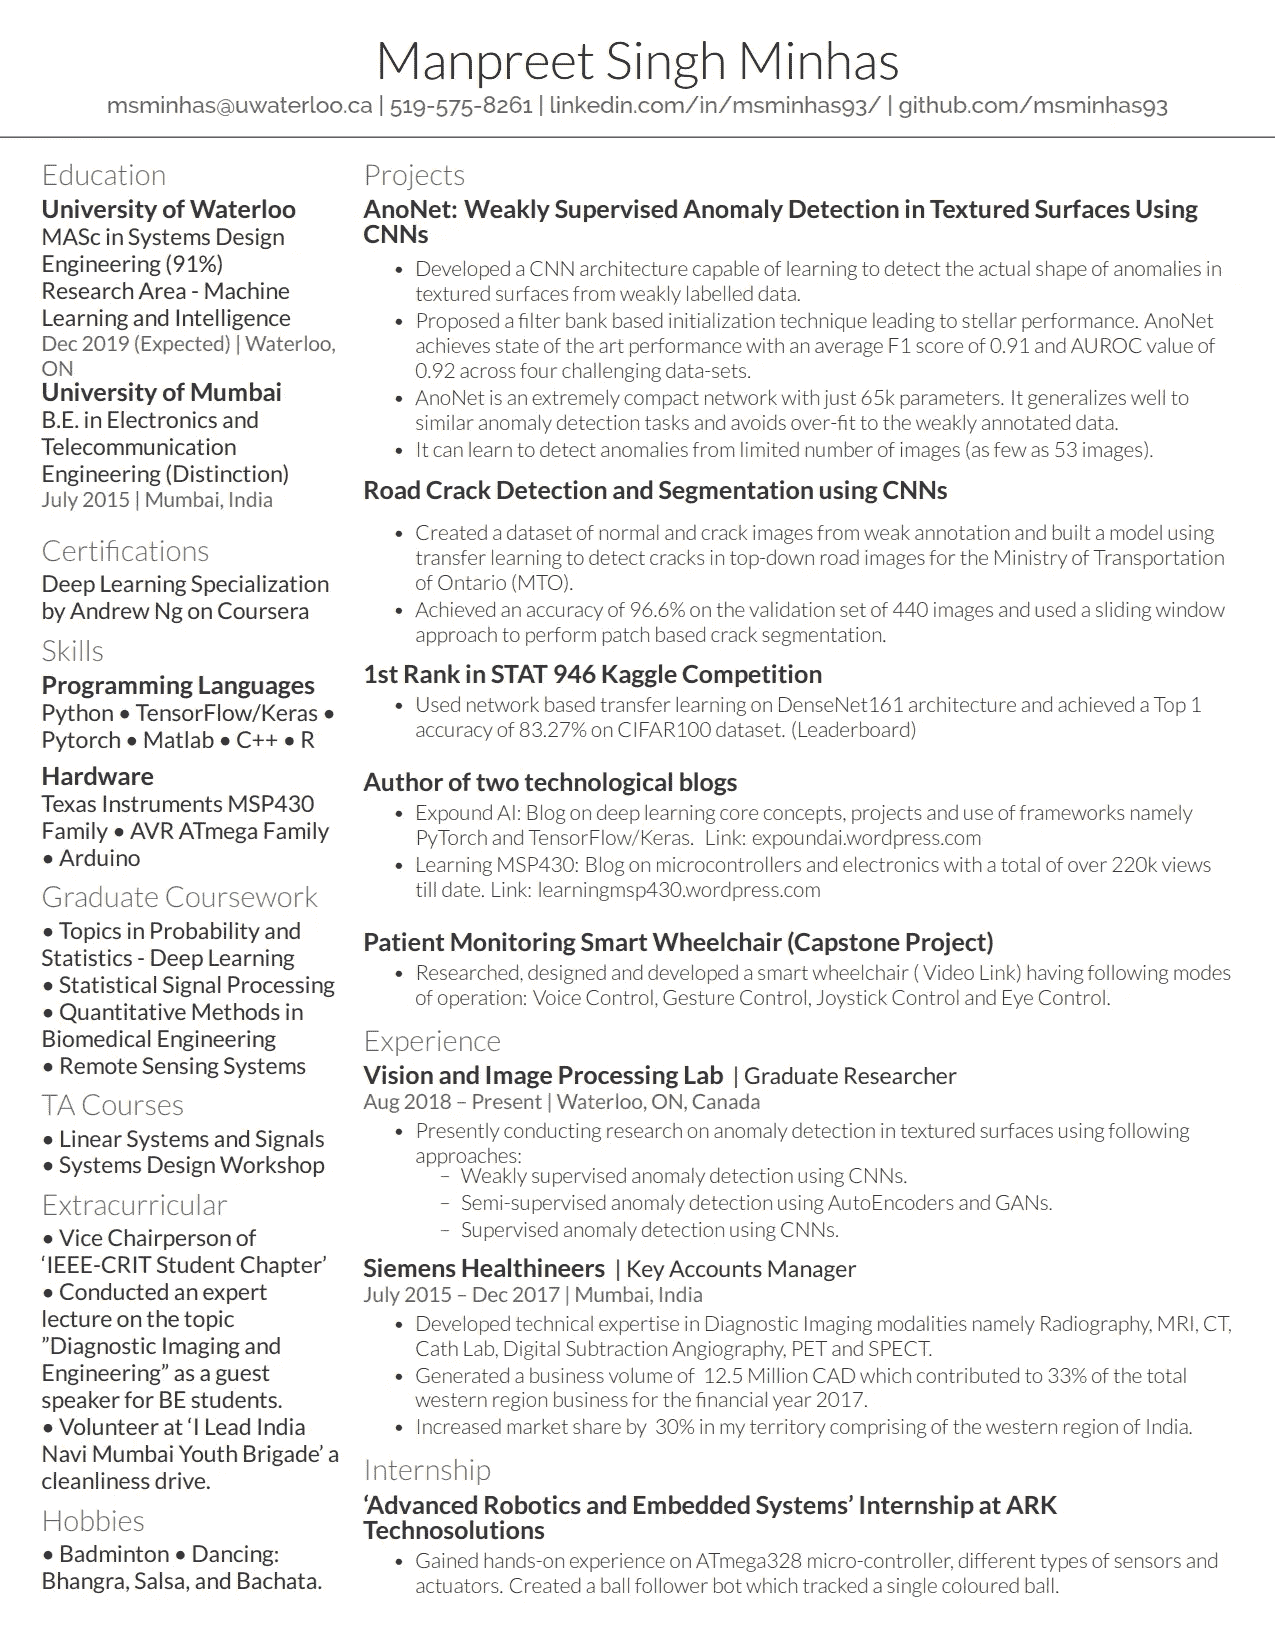 Manpreet Singh Minhas
msminhas@uwaterloo.ca | 519-575-8261 | linkedin.com/in/msminhas93/ | github.com/msminhas93
Education
University of Waterloo
MASc in Systems Design
Engineering (91%)
Research Area - Machine
Learning and Intelligence
Dec 2019 (Expected) | Waterloo,
ON
University of Mumbai
B.E. in Electronics and
Telecommunication
Engineering (Distinction)
July 2015 | Mumbai, India
Certifications
Deep Learning Specialization
by Andrew Ng on Coursera
Skills
Programming Languages
Python • TensorFlow/Keras •
Pytorch • Matlab • C++ • R
Hardware
Texas Instruments MSP430
Family • AVR ATmega Family
• Arduino
Graduate Coursework
• Topics in Probability and
Statistics - Deep Learning
• Statistical Signal Processing
• Quantitative Methods in
Biomedical Engineering
• Remote Sensing Systems
TA Courses
• Linear Systems and Signals
• Systems Design Workshop
Extracurricular
• Vice Chairperson of
‘IEEE-CRIT Student Chapter’
• Conducted an expert
lecture on the topic
”Diagnostic Imaging and
Engineering” as a guest
speaker for BE students.
• Volunteer at ‘I Lead India
Navi Mumbai Youth Brigade’ a
cleanliness drive.
Hobbies
• Badminton • Dancing:
Bhangra, Salsa, and Bachata.
Projects
AnoNet: Weakly Supervised Anomaly Detection in Textured Surfaces Using
CNNs
• Developed a CNN architecture capable of learning to detect the actual shape of anomalies in
textured surfaces from weakly labelled data.
• Proposed a filter bank based initialization technique leading to stellar performance. AnoNet
achieves state of the art performance with an average F1 score of 0.91 and AUROC value of
0.92 across four challenging data-sets.
• AnoNet is an extremely compact network with just 65k parameters. It generalizes well to
similar anomaly detection tasks and avoids over-fit to the weakly annotated data.
• It can learn to detect anomalies from limited number of images (as few as 53 images).
Road Crack Detection and Segmentation using CNNs
• Created a dataset of normal and crack images from weak annotation and built a model using
transfer learning to detect cracks in top-down road images for the Ministry of Transportation
of Ontario (MTO).
• Achieved an accuracy of 96.6% on the validation set of 440 images and used a sliding window
approach to perform patch based crack segmentation.
1st Rank in STAT 946 Kaggle Competition
• Used network based transfer learning on DenseNet161 architecture and achieved a Top 1
accuracy of 83.27% on CIFAR100 dataset. (Leaderboard)
Author of two technological blogs
• Expound AI: Blog on deep learning core concepts, projects and use of frameworks namely
PyTorch and TensorFlow/Keras. Link: expoundai.wordpress.com
• Learning MSP430: Blog on microcontrollers and electronics with a total of over 220k views
till date. Link: learningmsp430.wordpress.com
Patient Monitoring Smart Wheelchair (Capstone Project)
• Researched, designed and developed a smart wheelchair ( Video Link) having following modes
of operation: Voice Control, Gesture Control, Joystick Control and Eye Control.
Experience
Vision and Image Processing Lab | Graduate Researcher
Aug 2018 – Present | Waterloo, ON, Canada
• Presently conducting research on anomaly detection in textured surfaces using following
approaches:
– Weakly supervised anomaly detection using CNNs.
– Semi-supervised anomaly detection using AutoEncoders and GANs.
– Supervised anomaly detection using CNNs.
Siemens Healthineers | Key Accounts Manager
July 2015 – Dec 2017 | Mumbai, India
• Developed technical expertise in Diagnostic Imaging modalities namely Radiography, MRI, CT,
Cath Lab, Digital Subtraction Angiography, PET and SPECT.
• Generated a business volume of 12.5 Million CAD which contributed to 33% of the total
western region business for the financial year 2017.
• Increased market share by 30% in my territory comprising of the western region of India.
Internship
‘Advanced Robotics and Embedded Systems’ Internship at ARK
Technosolutions
• Gained hands-on experience on ATmega328 micro-controller, different types of sensors and
actuators. Created a ball follower bot which tracked a single coloured ball.